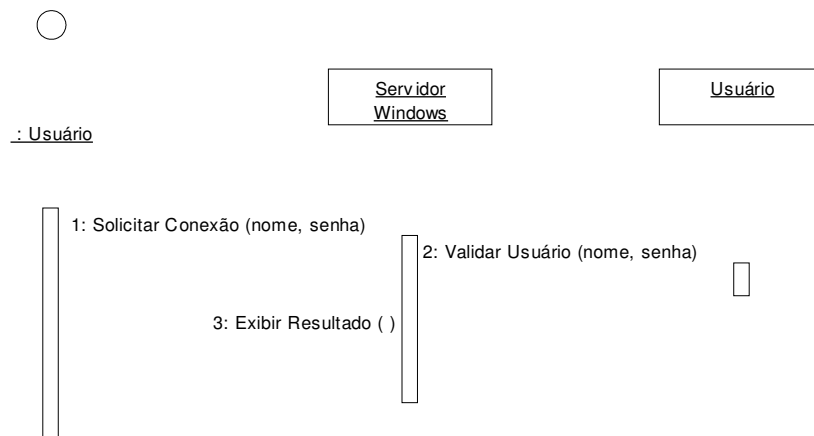 Servidor
Windows
Usuário
: Usuário
1: Solicitar Conexão (nome, senha)
2: Validar Usuário (nome, senha)
3: Exibir Resultado ( )